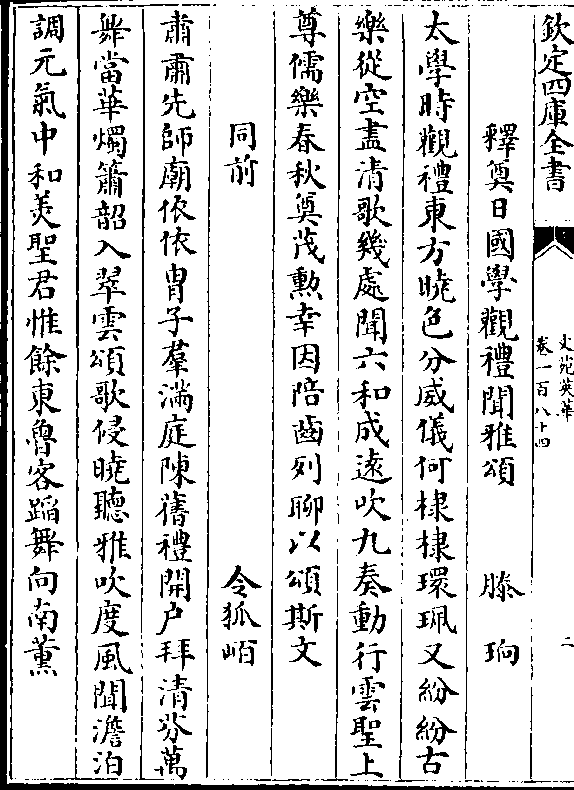 欽定四庫全書
文苑英華
卷一百八十四
二
釋奠日國學觀禮聞雅頌 滕珦
太學時觀禮東方曉色分威儀何棣棣環珮又紛紛古
樂從空盡清歌幾處聞六和成遠吹九奏動行雲聖上
尊儒樂春秋奠茂勲幸因陪齒列聊以頌斯文
同前 令狐峘
肅肅先師廟依依胄子羣滿庭陳舊禮開户拜清芬萬
舞當華燭簫韶入翠雲頌歌侵曉聽雅吹度風聞澹泊
調元氣中和美聖君惟餘東魯客蹈舞向南薰